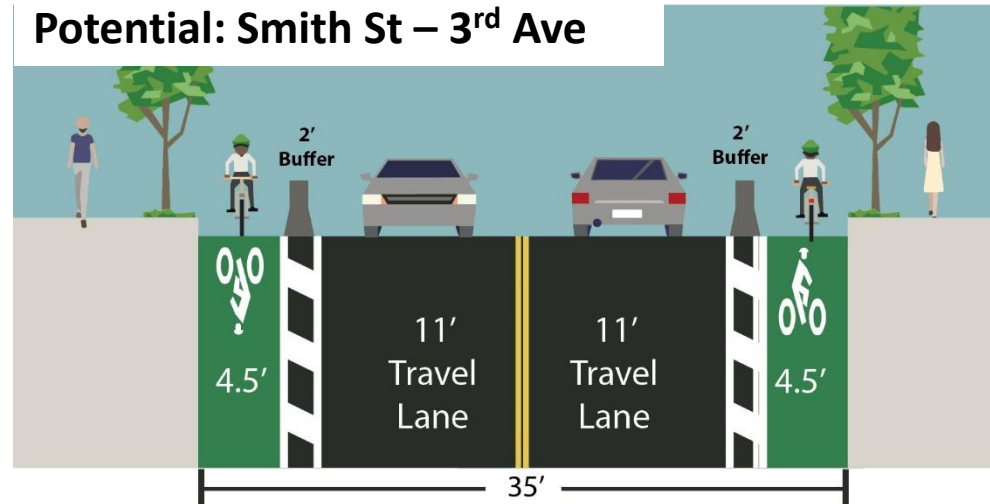 Potential: Smith St – 3rd Ave
2'
Buffer
2'
Buffer
4.5'
11'
Travel
Lane
11'
Travel
Lane
4.5'
35'